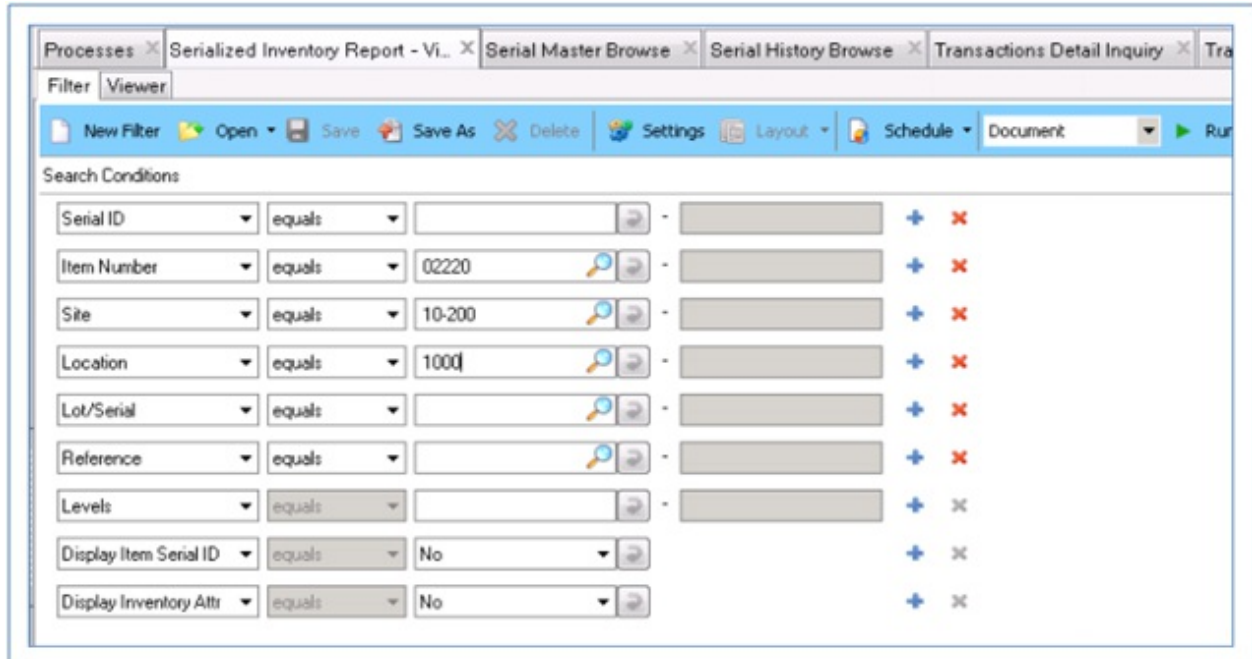 Processes Serialized Inventory Report - Vi... Serial Master Browse Serial History Browse Transactions Detail Inquiry Tra
Filter Viewer
New Filter Open Save Save As Delete Settings Layout Schedule Document Run
Search Conditions
Serial ID equals -
Item Number equals 02220 -
Site equals 10-200 -
Location equals 1000 -
Lot/Serial equals -
Reference equals -
Levels equals -
Display Item Serial ID equals No
Display Inventory Attr equals No